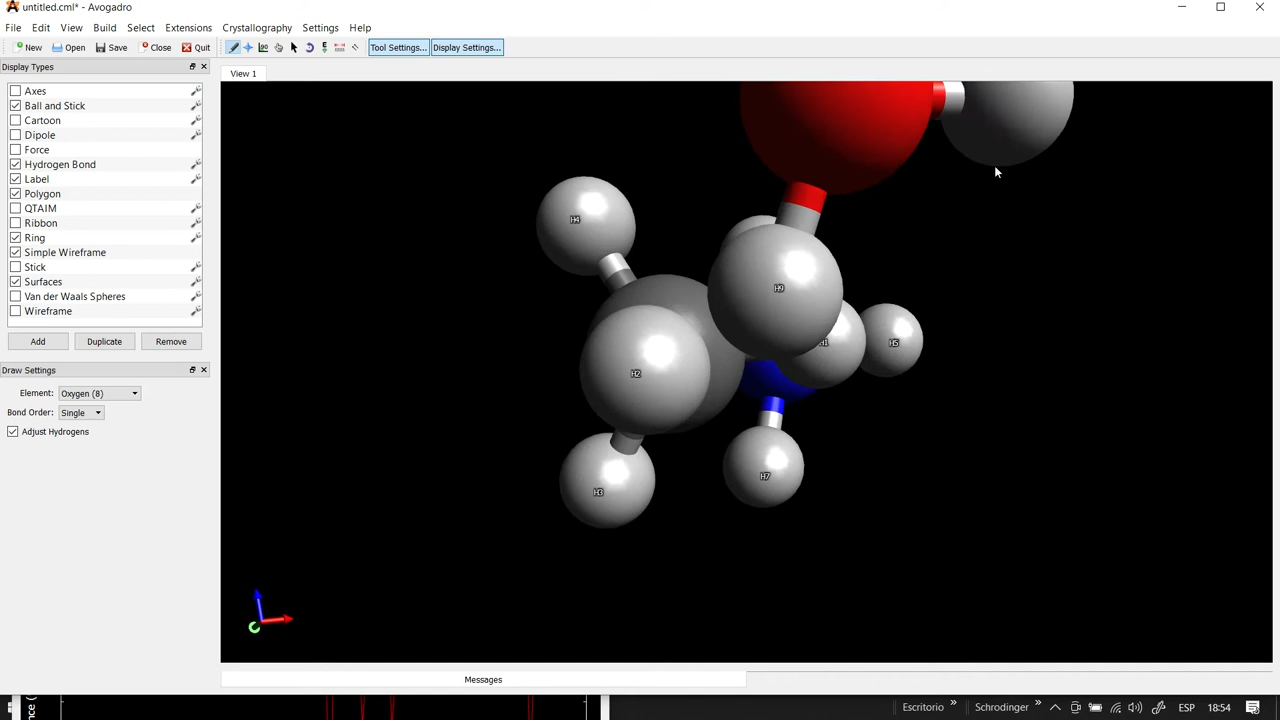 untitled.cml* - Avogadro
File Edit View Build Select Extensions Crystallography Settings Help
New Open Save Close Quit Tool Settings... Display Settings...
Display Types
View 1
Axes
Ball and Stick
Cartoon
Dipole
Force
Hydrogen Bond
Label
Polygon
QTAIM
Ribbon
Ring
Simple Wireframe
Stick
Surfaces
Van der Waals Spheres
Wireframe
Add Duplicate Remove
Draw Settings
Element: Oxygen (8)
Bond Order: Single
Adjust Hydrogens
H4
H9
H1
H5
H2
H7
H3
Messages
nce (
Escritorio » Schrodinger » ESP 18:54